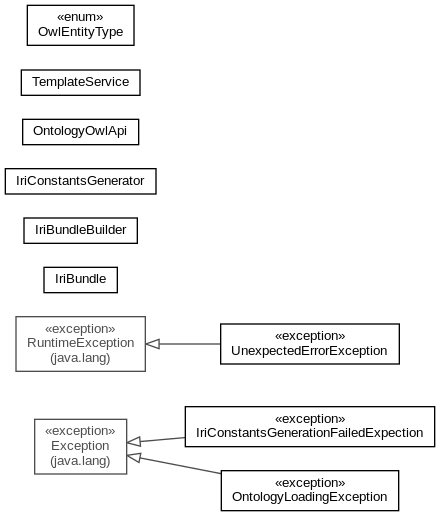 «enum»
OwlEntityType
TemplateService
OntologyOwlApi
IriConstantsGenerator
IriBundleBuilder
IriBundle
«exception»
RuntimeException
(java.lang)
«exception»
UnexpectedErrorException
«exception»
Exception
(java.lang)
«exception»
IriConstantsGenerationFailedExpection
«exception»
OntologyLoadingException